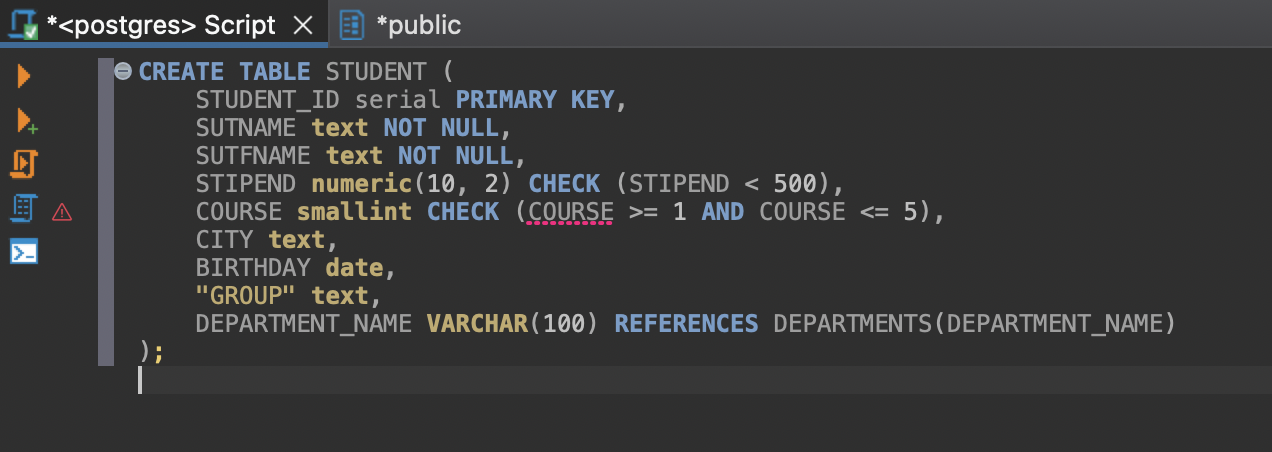 *<postgres> Script
*public
CREATE TABLE STUDENT (
STUDENT_ID serial PRIMARY KEY,
SUTNAME text NOT NULL,
SUTFNAME text NOT NULL,
STIPEND numeric(10, 2) CHECK (STIPEND < 500),
COURSE smallint CHECK (COURSE >= 1 AND COURSE <= 5),
CITY text,
BIRTHDAY date,
"GROUP" text,
DEPARTMENT_NAME VARCHAR(100) REFERENCES DEPARTMENTS(DEPARTMENT_NAME)
);